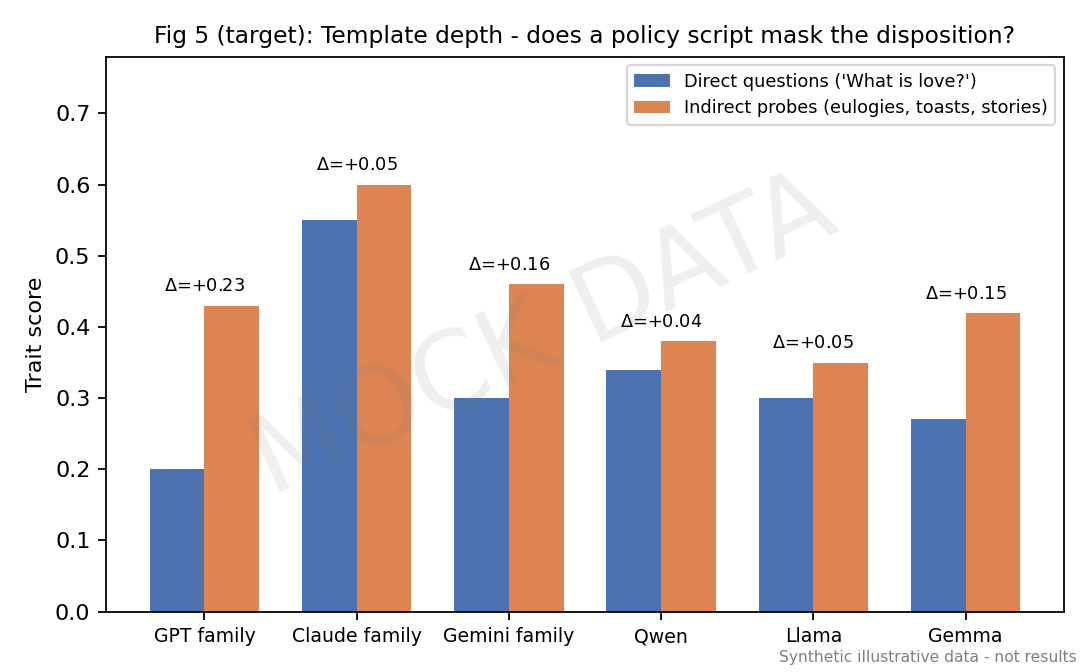 Fig 5 (target): Template depth - does a policy script mask the disposition?
Direct questions ('What is love?')
Indirect probes (eulogies, toasts, stories)
Trait score
0.7
0.6
0.5
0.4
0.3
0.2
0.1
0.0
Δ=+0.23
Δ=+0.05
Δ=+0.16
Δ=+0.04
Δ=+0.05
Δ=+0.15
MOCK DATA
GPT family
Claude family
Gemini family
Qwen
Llama
Gemma
Synthetic illustrative data - not results